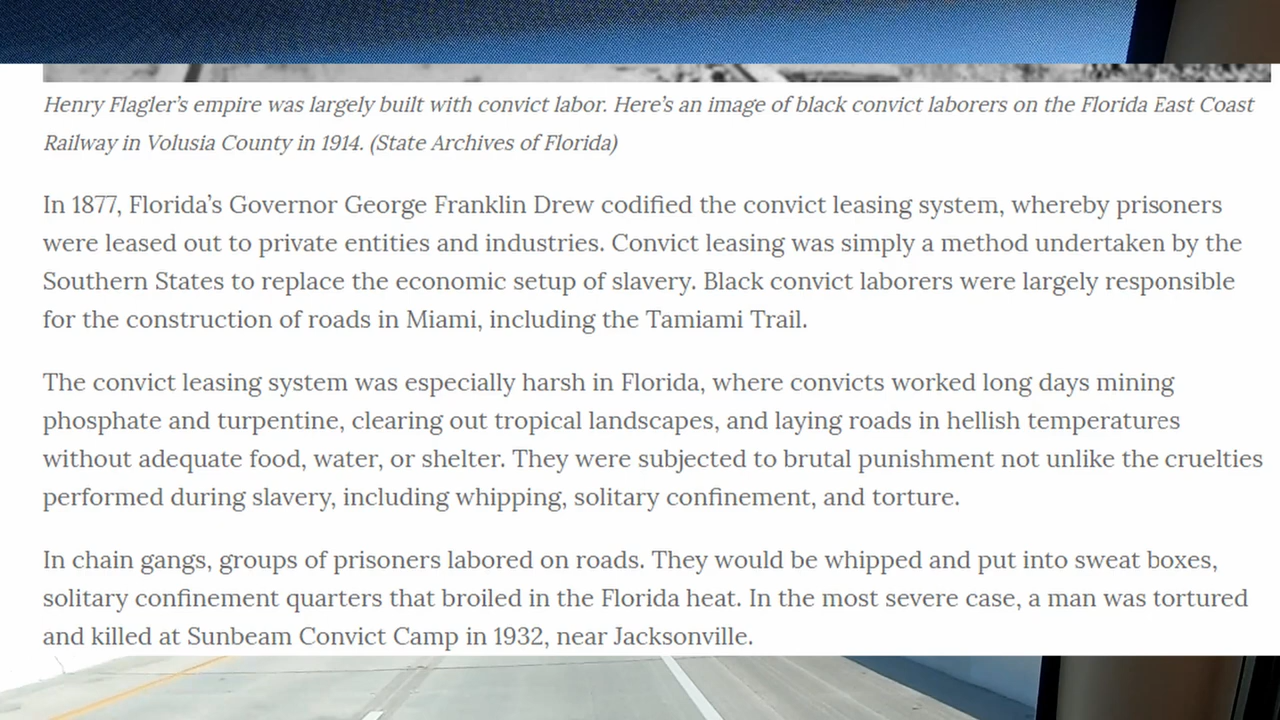 Henry Flagler's empire was largely built with convict labor. Here's an image of black convict laborers on the Florida East Coast
Railway in Volusia County in 1914. (State Archives of Florida)
In 1877, Florida's Governor George Franklin Drew codified the convict leasing system, whereby prisoners
were leased out to private entities and industries. Convict leasing was simply a method undertaken by the
Southern States to replace the economic setup of slavery. Black convict laborers were largely responsible
for the construction of roads in Miami, including the Tamiami Trail.
The convict leasing system was especially harsh in Florida, where convicts worked long days mining
phosphate and turpentine, clearing out tropical landscapes, and laying roads in hellish temperatures
without adequate food, water, or shelter. They were subjected to brutal punishment not unlike the cruelties
performed during slavery, including whipping, solitary confinement, and torture.
In chain gangs, groups of prisoners labored on roads. They would be whipped and put into sweat boxes,
solitary confinement quarters that broiled in the Florida heat. In the most severe case, a man was tortured
and killed at Sunbeam Convict Camp in 1932, near Jacksonville.